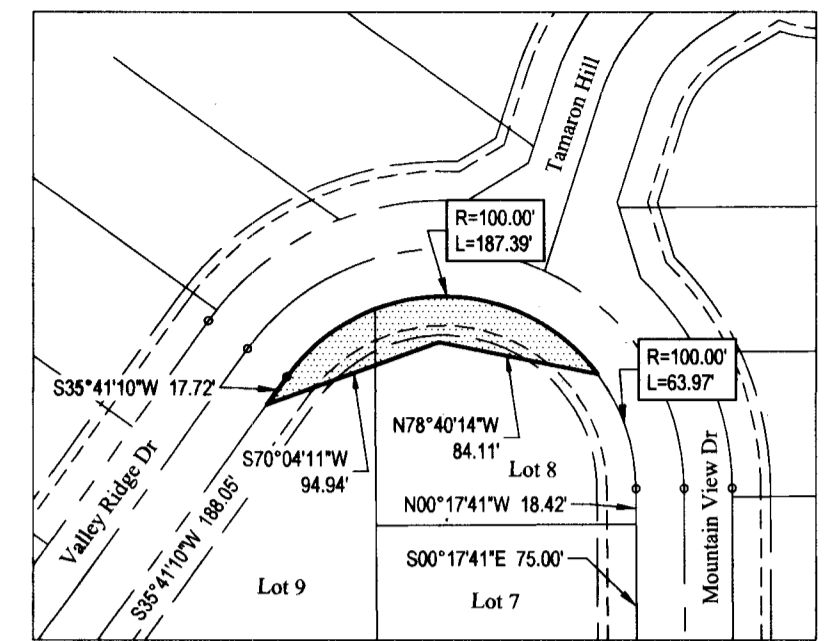 Tamaron Hill
R=100.00'
L=187.39'
R=100.00'
L=63.97'
S35°41'10"W 17.72'
S70°04'11"W
94.94'
N78°40'14"W
84.11'
Lot 8
N00°17'41"W 18.42'
S00°17'41"E 75.00'
Valley Ridge Dr
S35°41'10"W 188.05'
Lot 9
Lot 7
Mountain View Dr